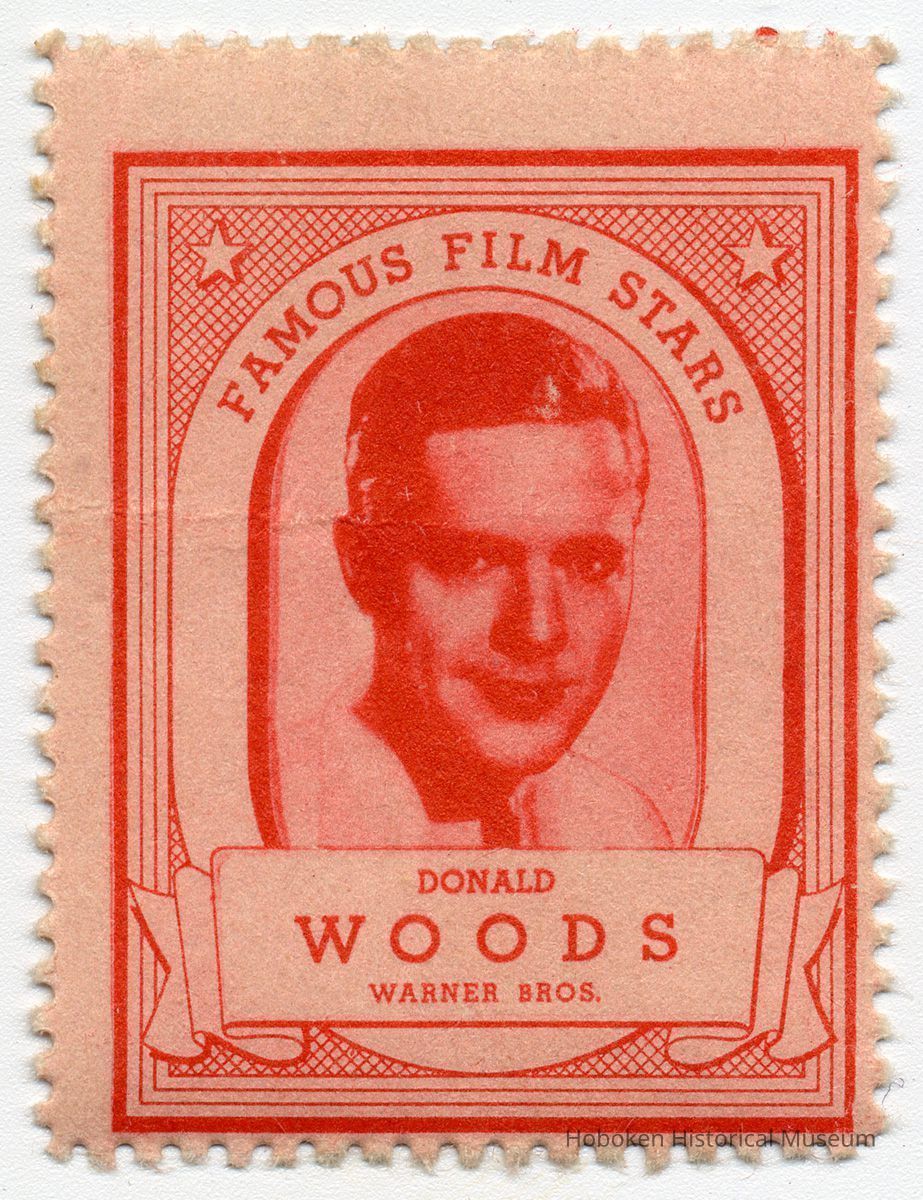 FAMOUS FILM STARS
DONALD
WOODS
WARNER BROS.
Hoboken Historical Museum